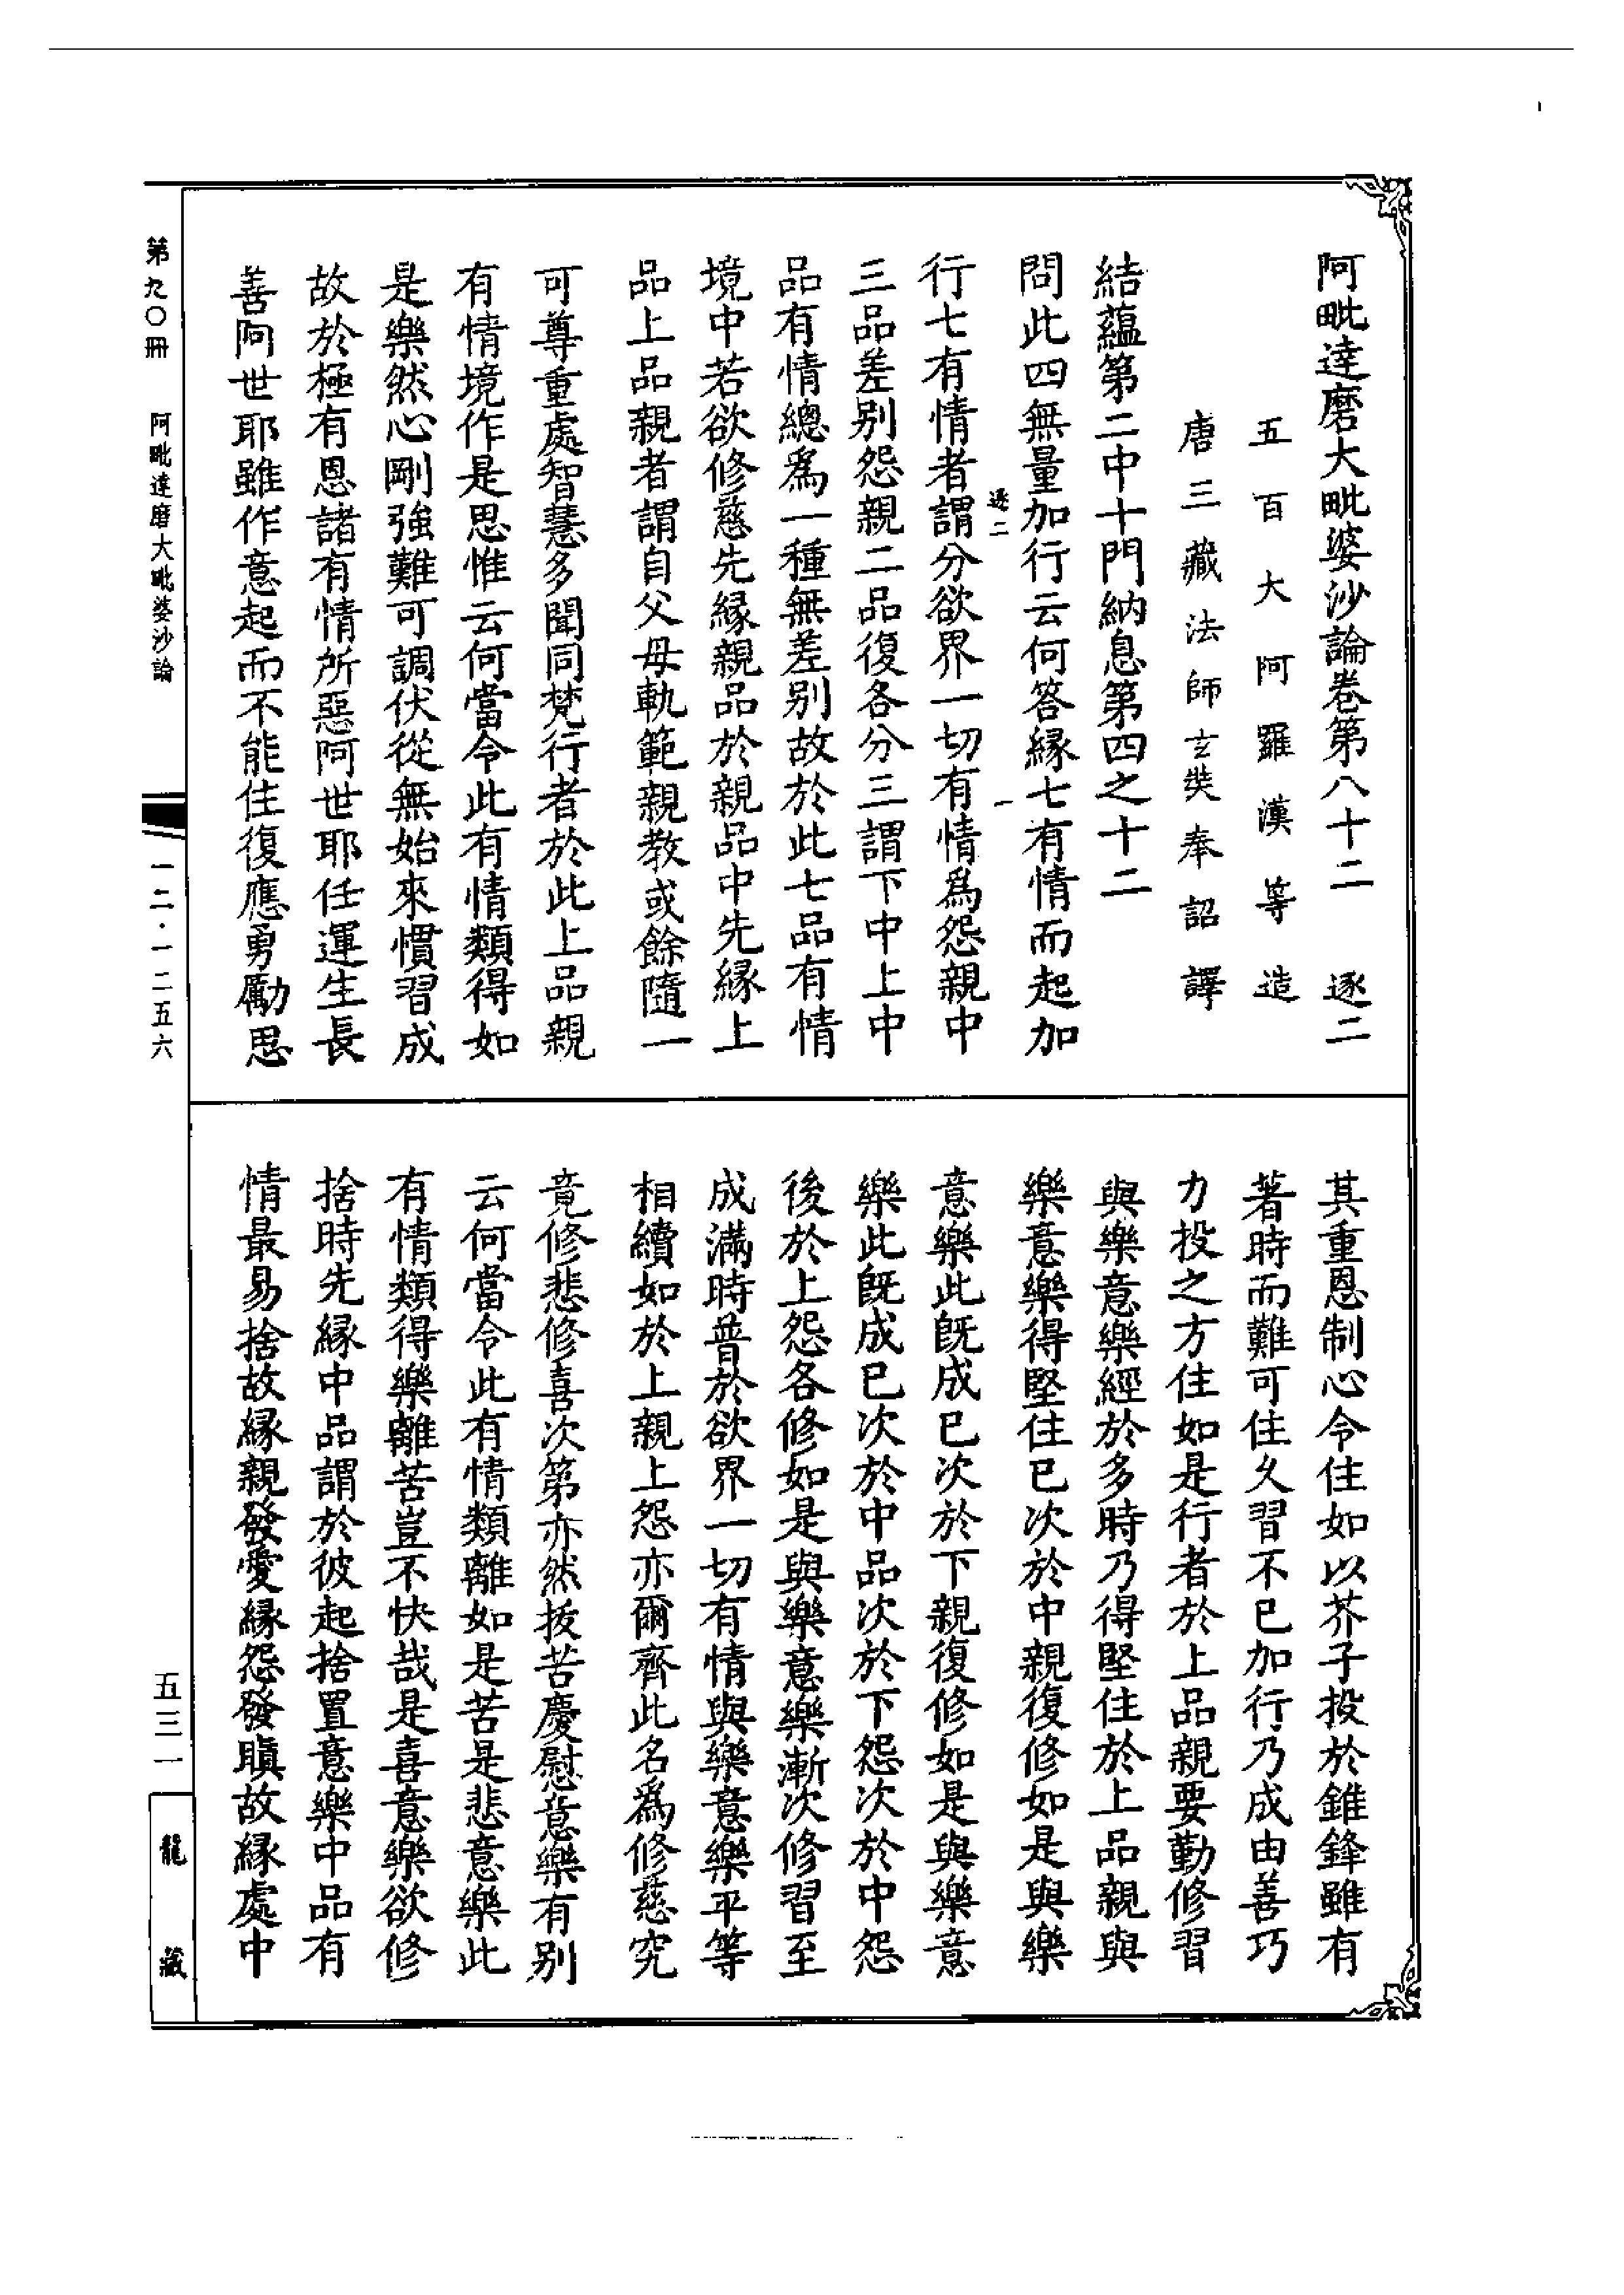 阿毗達磨大毗婆沙論卷第八十二　逐二
五百大阿羅漢等造
唐三藏法師玄奘奉詔譯
結蘊第二中十門納息第四之十二
問此四無量加行云何答緣七有情而起加
行七有情者謂分欲界一切有情為怨親中
三品差別怨親二品復各分三謂下中上中
品有情總為一種無差別故於此七品有情
境中若欲修慈先緣親品於親品中先緣上
品上品親者謂自父母軌範親教或餘隨一
可尊重處智慧多聞同梵行者於此上品親
有情境作是思惟云何當令此有情類得如
是樂然心剛強難可調伏從無始來慣習成
故於極有恩諸有情所惡阿世耶任運生長
善阿世耶雖作意起而不能住復應勇勵思
其重恩制心令住如以芥子投於錐鋒雖有
著時而難可住久習不已加行乃成由善巧
力投之方住如是行者於上品親要勤修習
與樂意樂經於多時乃得堅住於上品親與
樂意樂得堅住已次於中親復修如是與樂
意樂此既成已次於下親復修如是與樂意
樂此既成已次於中品次於下怨次於中怨
後於上怨各修如是與樂意樂漸次修習至
成滿時普於欲界一切有情與樂意樂平等
相續如於上親上怨亦爾齊此名為修慈究
竟修悲修喜次第亦然拔苦慶慰意樂有別
云何當令此有情類離如是苦是悲意樂此
有情類得樂離苦豈不快哉是喜意樂欲修
捨時先緣中品謂於彼起捨置意樂中品有
情最易捨故緣親發愛緣怨發瞋故緣處中
逐二
一
第九〇冊　阿毗達磨大毗婆沙論
一二·一二五六
五三一
龍藏